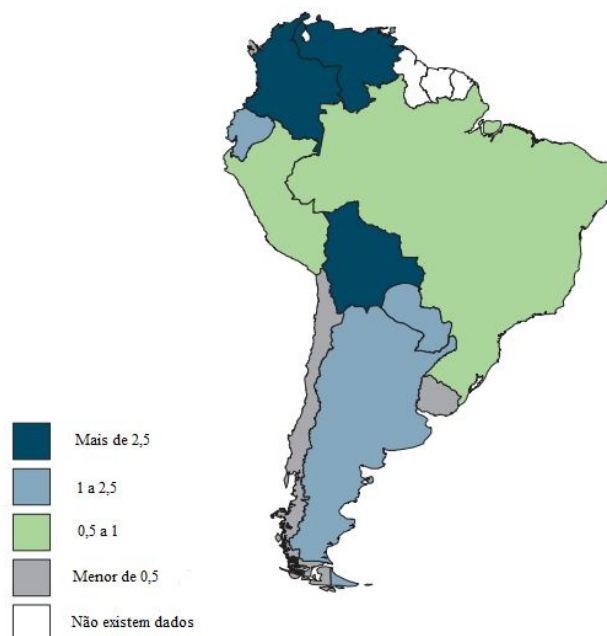 Mais de 2,5
1 a 2,5
0,5 a 1
Menor de 0,5
Não existem dados